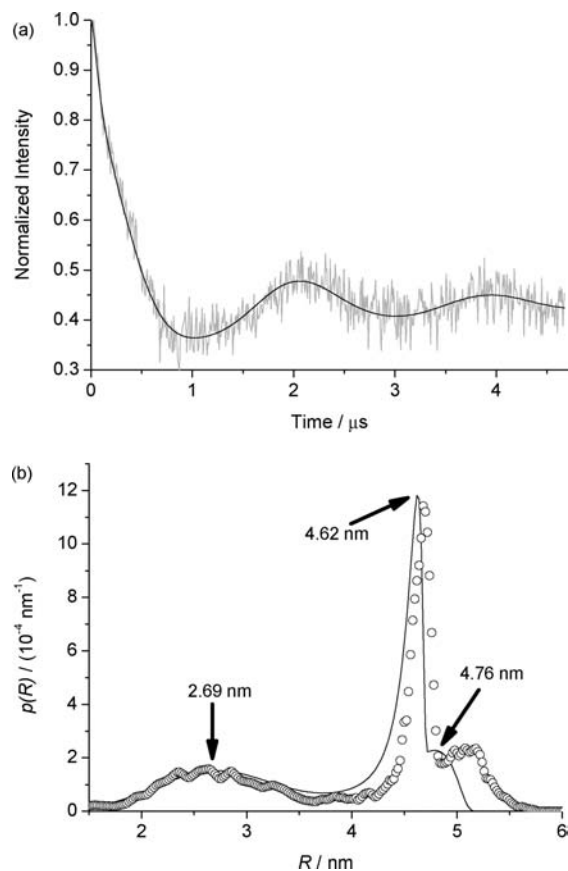 (a)
1.0
0.9
0.8
0.7
0.6
0.5
0.4
0.3
Normalized Intensity
0 1 2 3 4
Time / μs
(b)
12
10
8
6
4
2
0
p(R) / (10⁻⁴ nm⁻¹)
4.62 nm
2.69 nm
4.76 nm
2 3 4 5 6
R / nm